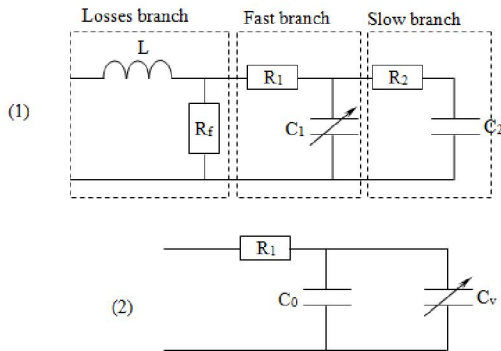 Losses branch
Fast branch
Slow branch
L
R1
R2
(1)
Rf
C1
C2
R1
C0
Cv
(2)